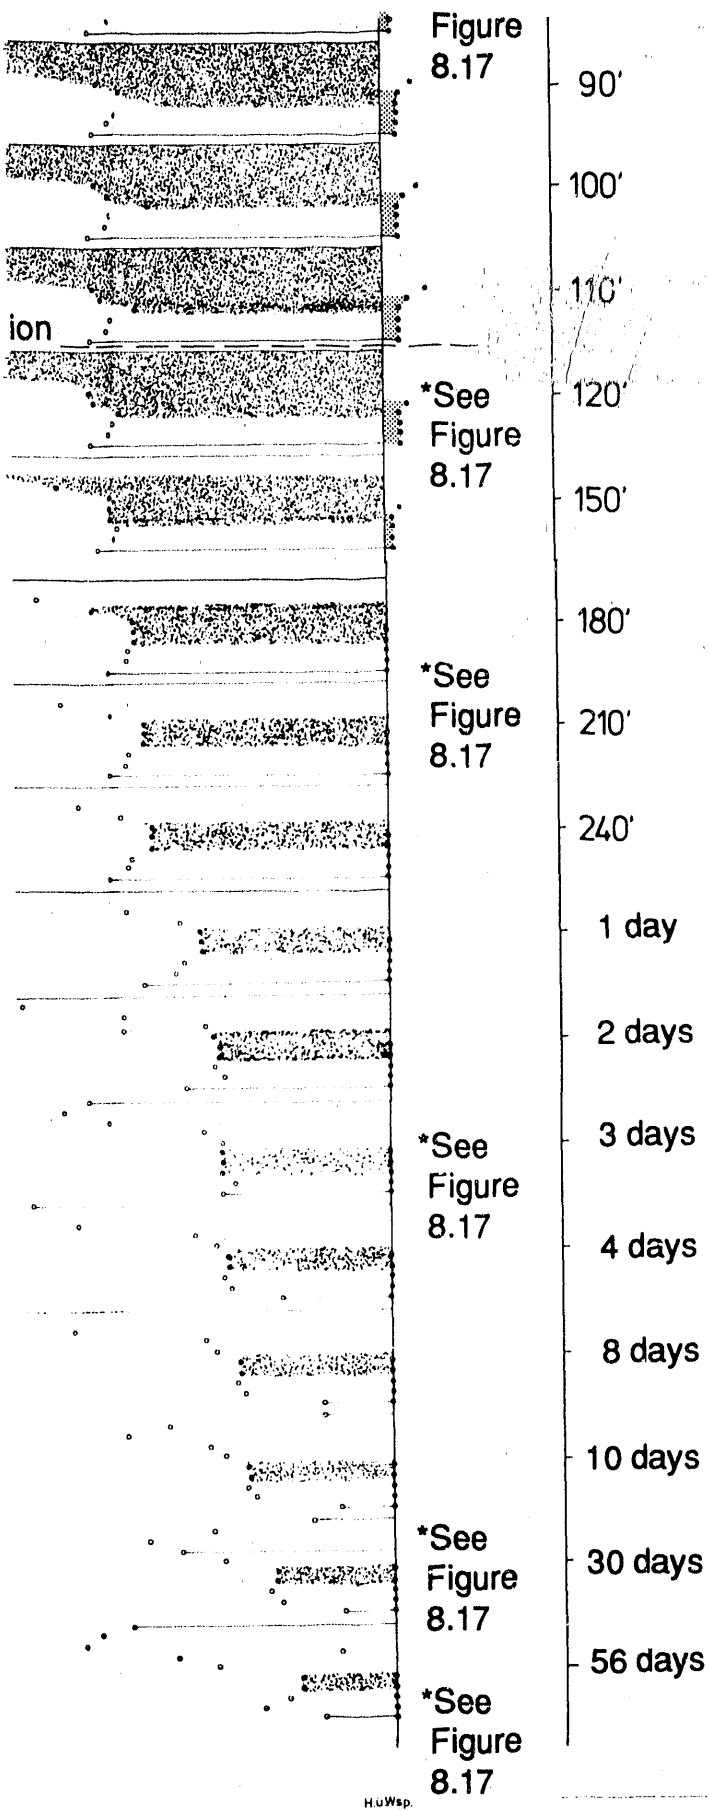 Figure
8.17
90'
100'
110'
ion
120'
*See
Figure
8.17
150'
180'
*See
Figure
8.17
210'
240'
1 day
2 days
3 days
*See
Figure
8.17
4 days
8 days
10 days
*See
Figure
8.17
30 days
56 days
*See
Figure
8.17
H.u.Wsp.